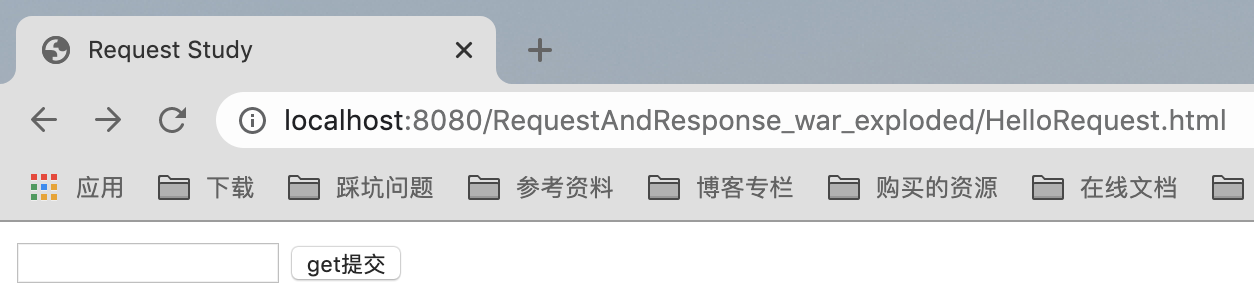 Request Study
localhost:8080/RequestAndResponse_war_exploded/HelloRequest.html
应用 下载 踩坑问题 参考资料 博客专栏 购买的资源 在线文档
get提交